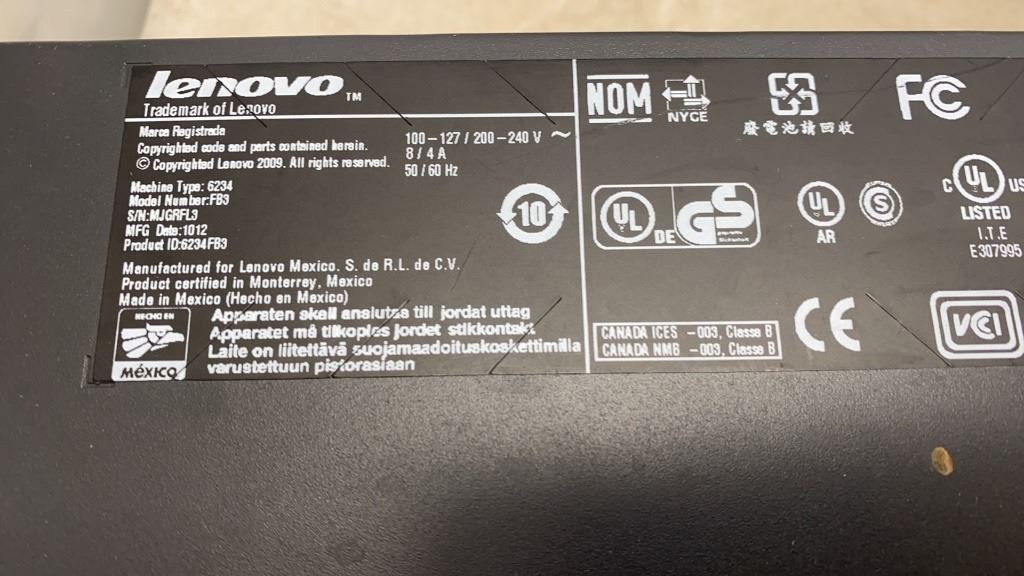 lenovo TM
Trademark of Lenovo
Marca Registrada
Copyrighted code and parts contained herein.
© Copyrighted Lenovo 2009. All rights reserved.
100 – 127 / 200 – 240 V ~
8 / 4 A
50 / 60 Hz
Machine Type: 6234
Model Number:FB3
S/N:MJGRFL3
MFG Date:1012
Product ID:6234FB3
10
Manufactured for Lenovo Mexico. S. de R.L. de C.V.
Product certified in Monterrey, Mexico
Made in Mexico (Hecho en Mexico)
HECHO EN
MÉXICO
Apparaten skall anslutas till jordat uttag
Apparatet må tilkoples jordet stikkontakt
Laite on liitettävä suojamaadoituskoskettimilla
varustettuun pistorasiaan
NOM
NYCE
廢電池請回收
FC
UL
DE
GS
UL
AR
S
C UL US
LISTED
I.T.E
E307995
CANADA ICES –003, Classe B
CANADA NMB –003, Classe B
CE
VCI